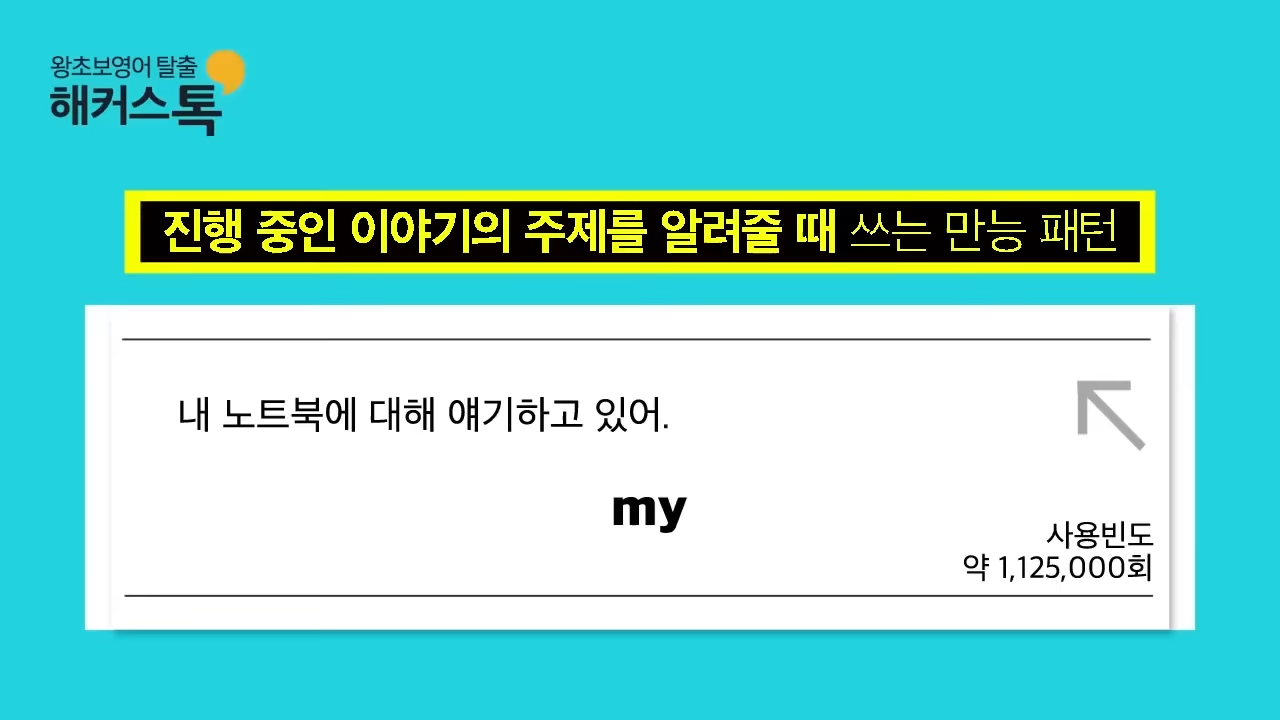 왕초보영어 탈출
해커스톡
진행 중인 이야기의 주제를 알려줄 때 쓰는 만능 패턴
내 노트북에 대해 얘기하고 있어.
my
사용빈도
약 1,125,000회